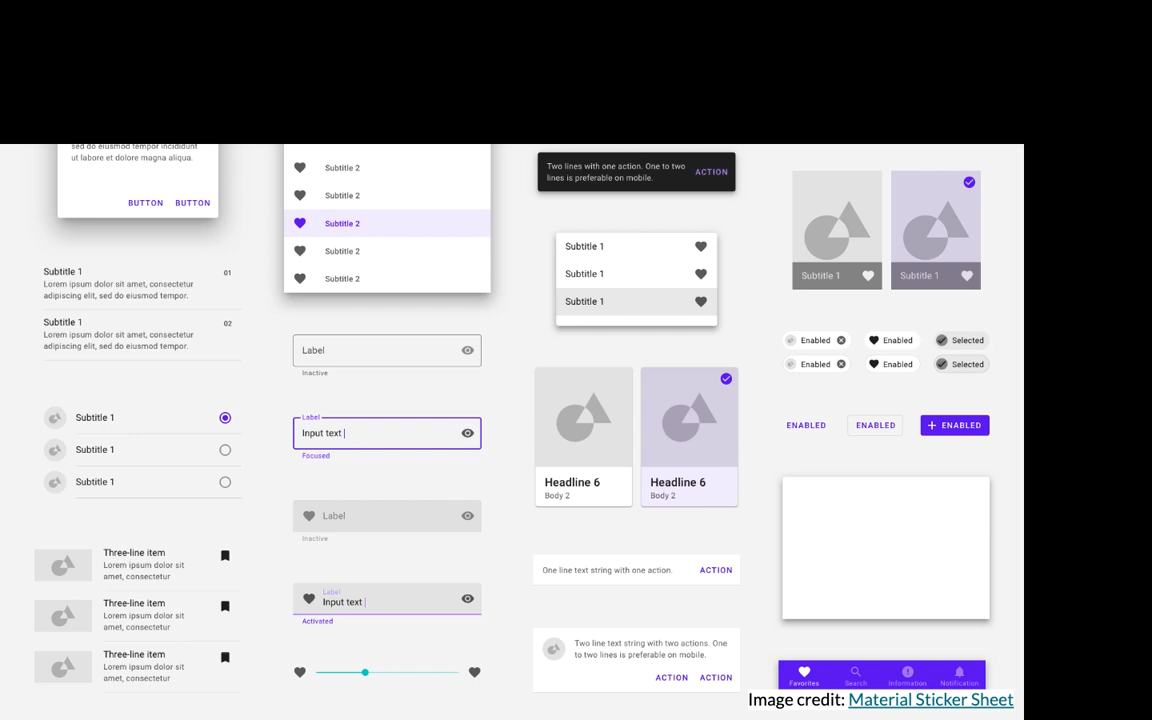 sed do eiusmod tempor incididunt
ut labore et dolore magna aliqua.
BUTTON BUTTON
Subtitle 1 01
Lorem ipsum dolor sit amet, consectetur
adipiscing elit, sed do eiusmod tempor.
Subtitle 1 02
Lorem ipsum dolor sit amet, consectetur
adipiscing elit, sed do eiusmod tempor.
Subtitle 1
Subtitle 1
Subtitle 1
Three-line item
Lorem ipsum dolor sit
amet, consectetur
Three-line item
Lorem ipsum dolor sit
amet, consectetur
Three-line item
Lorem ipsum dolor sit
amet, consectetur
Subtitle 2
Subtitle 2
Subtitle 2
Subtitle 2
Subtitle 2
Label
Inactive
Label
Input text
Focused
Label
Inactive
Label
Input text
Activated
Two lines with one action. One to two
lines is preferable on mobile.
ACTION
Subtitle 1
Subtitle 1
Subtitle 1
Headline 6
Body 2
Headline 6
Body 2
One line text string with one action. ACTION
Two line text string with two actions. One
to two lines is preferable on mobile.
ACTION ACTION
Subtitle 1 Subtitle 1
Enabled Enabled Selected
Enabled Enabled Selected
ENABLED ENABLED + ENABLED
Favorites Search Information Notification
Image credit: Material Sticker Sheet